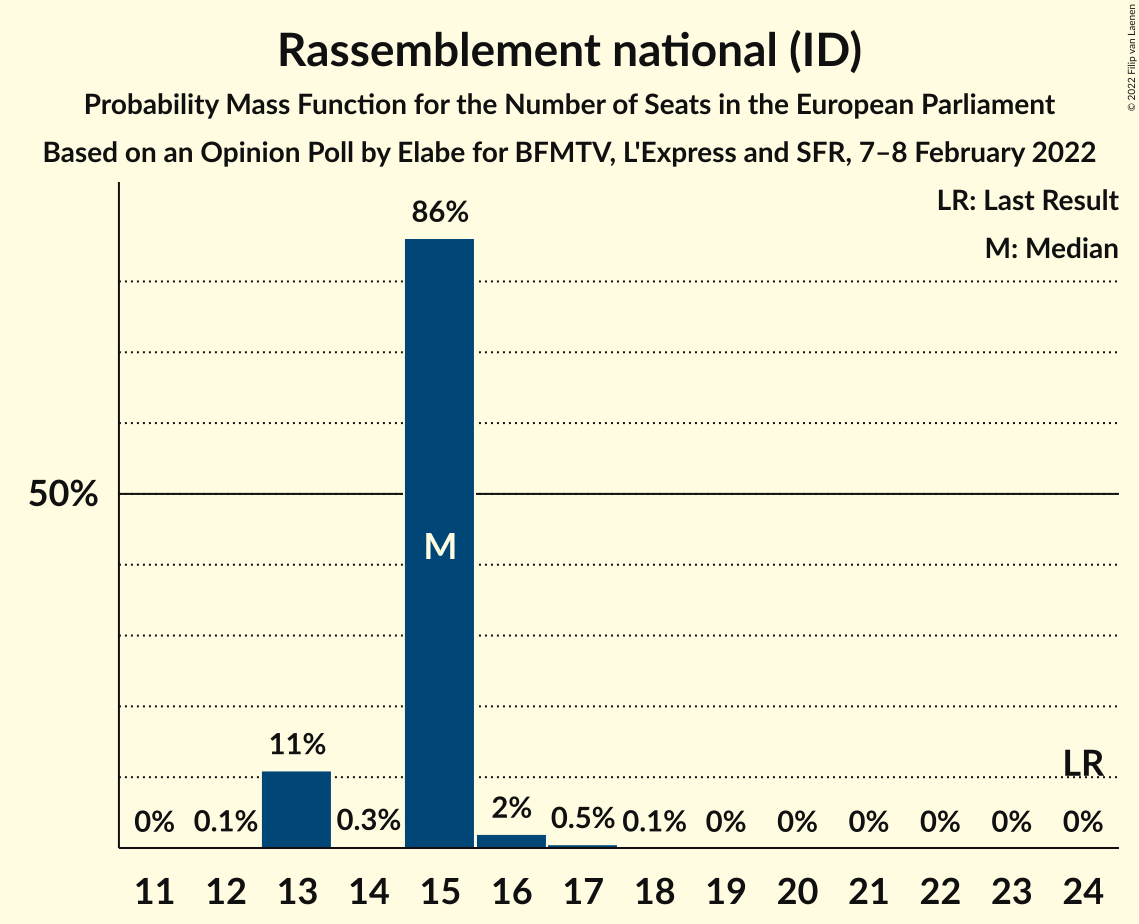 Rassemblement national (ID)
Probability Mass Function for the Number of Seats in the European Parliament
Based on an Opinion Poll by Elabe for BFMTV, L'Express and SFR, 7–8 February 2022
© 2022 Filip van Laenen
LR: Last Result
M: Median
86%
50%
M
11%
LR
0% 0.1% 0.3% 2% 0.5% 0.1% 0% 0% 0% 0% 0% 0%
11 12 13 14 15 16 17 18 19 20 21 22 23 24